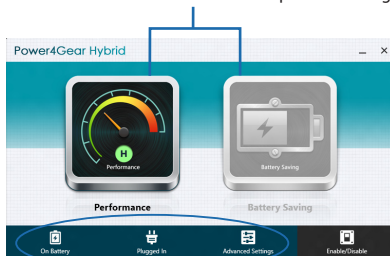 Power4Gear Hybrid
H
Performance
Battery Saving
Performance
Battery Saving
On Battery
Plugged In
Advanced Settings
Enable/Disable